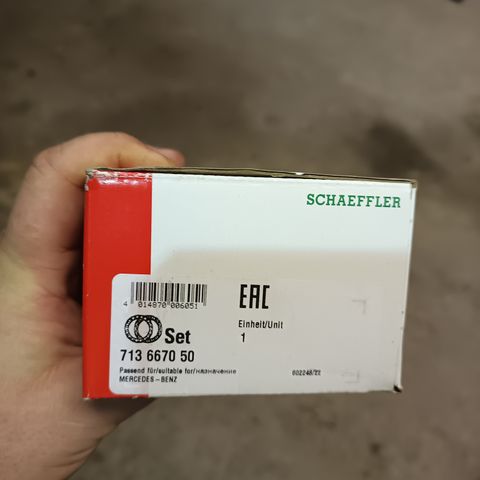 SCHAEFFLER
4 014870 006051
EAC
Set
Einheit/Unit
1
713 6670 50
Passend für/suitable for/назначение
MERCEDES-BENZ
002248/22